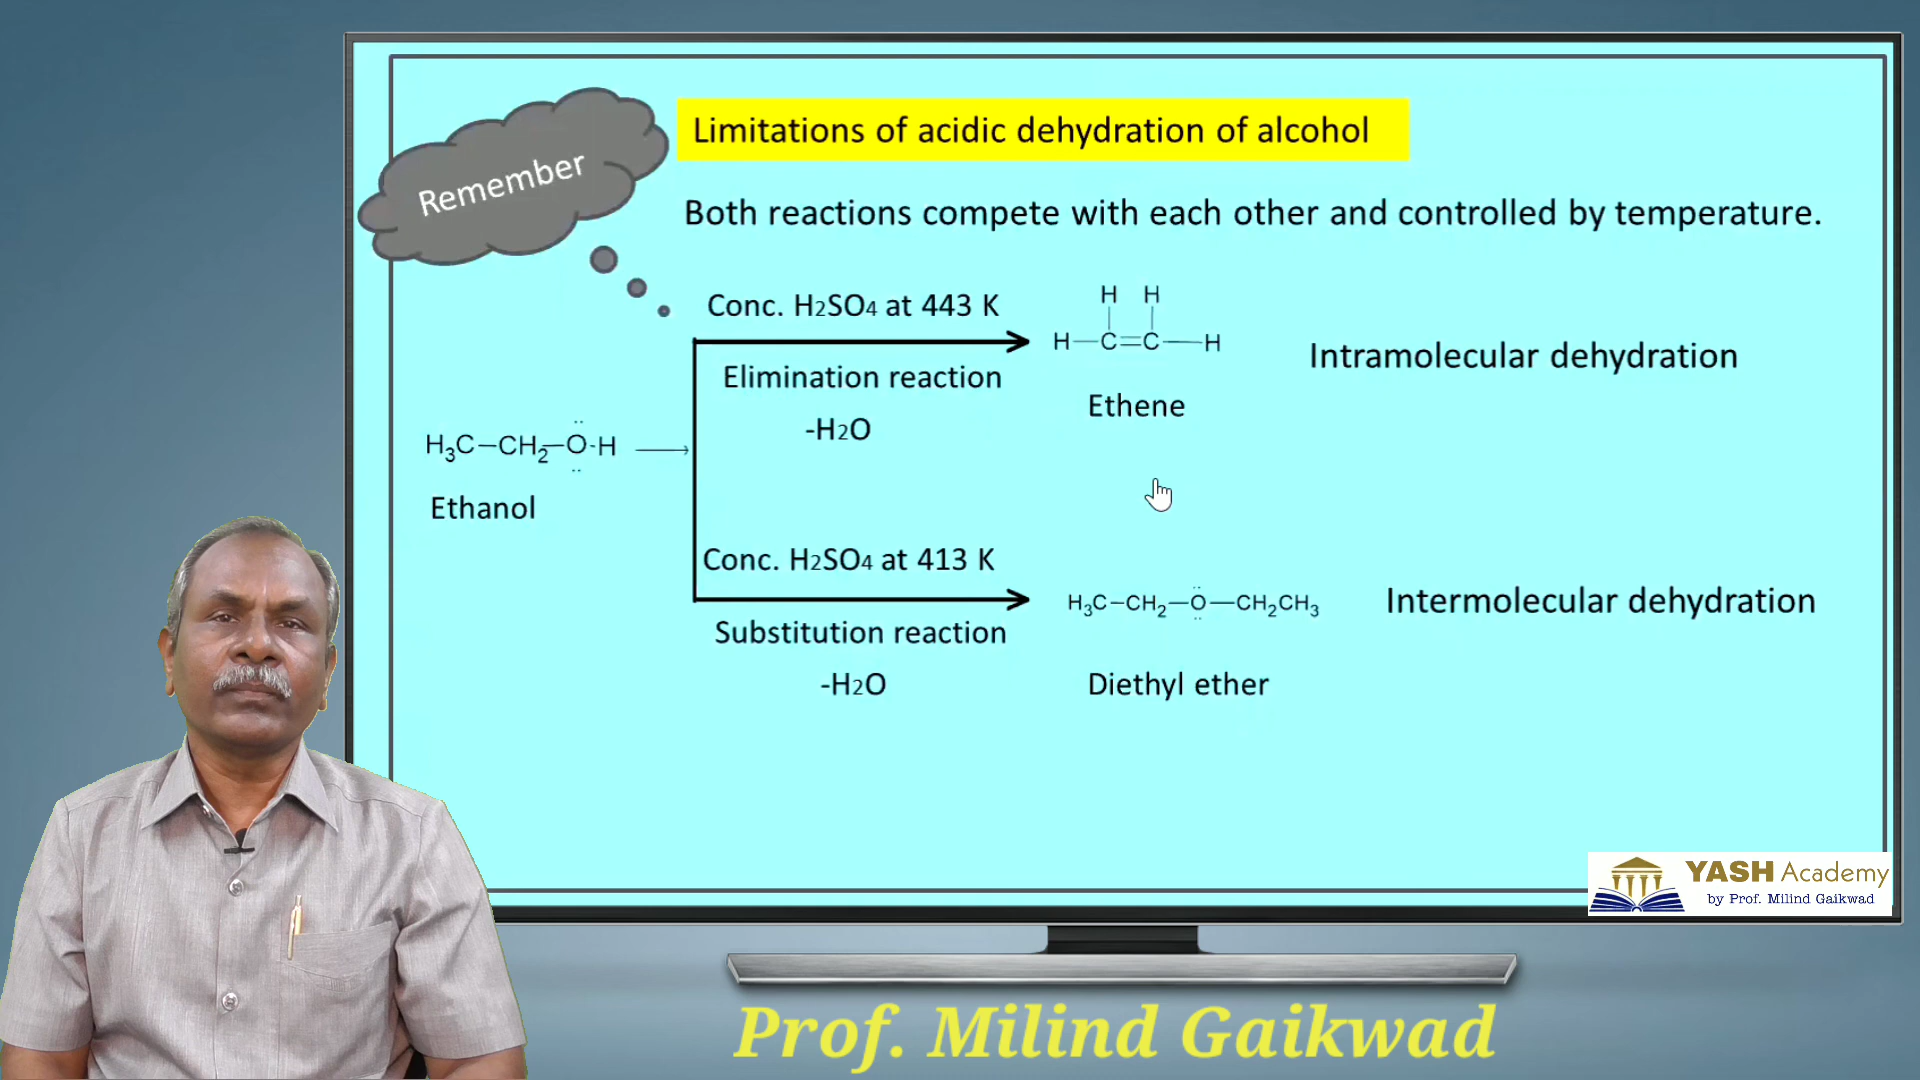 Remember
Limitations of acidic dehydration of alcohol
Both reactions compete with each other and controlled by temperature.
Conc. H2SO4 at 443 K
Elimination reaction
-H2O
H H
H—C=C—H
Ethene
Intramolecular dehydration
H3C—CH2—O-H
Ethanol
Conc. H2SO4 at 413 K
Substitution reaction
-H2O
H3C—CH2—O—CH2CH3
Diethyl ether
Intermolecular dehydration
YASH Academy
by Prof. Milind Gaikwad
Prof. Milind Gaikwad